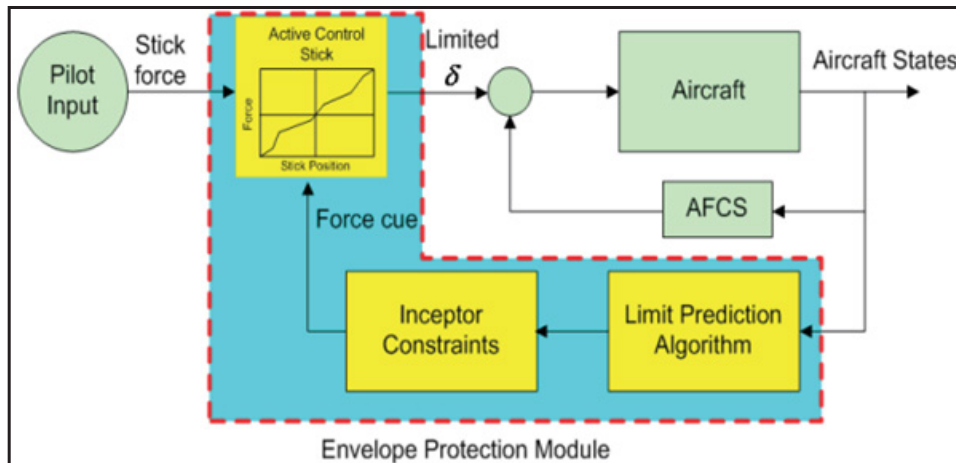 Pilot
Input
Stick
force
Active Control
Stick
Force
Stick Position
Limited
δ
Aircraft
Aircraft States
AFCS
Force cue
Inceptor
Constraints
Limit Prediction
Algorithm
Envelope Protection Module